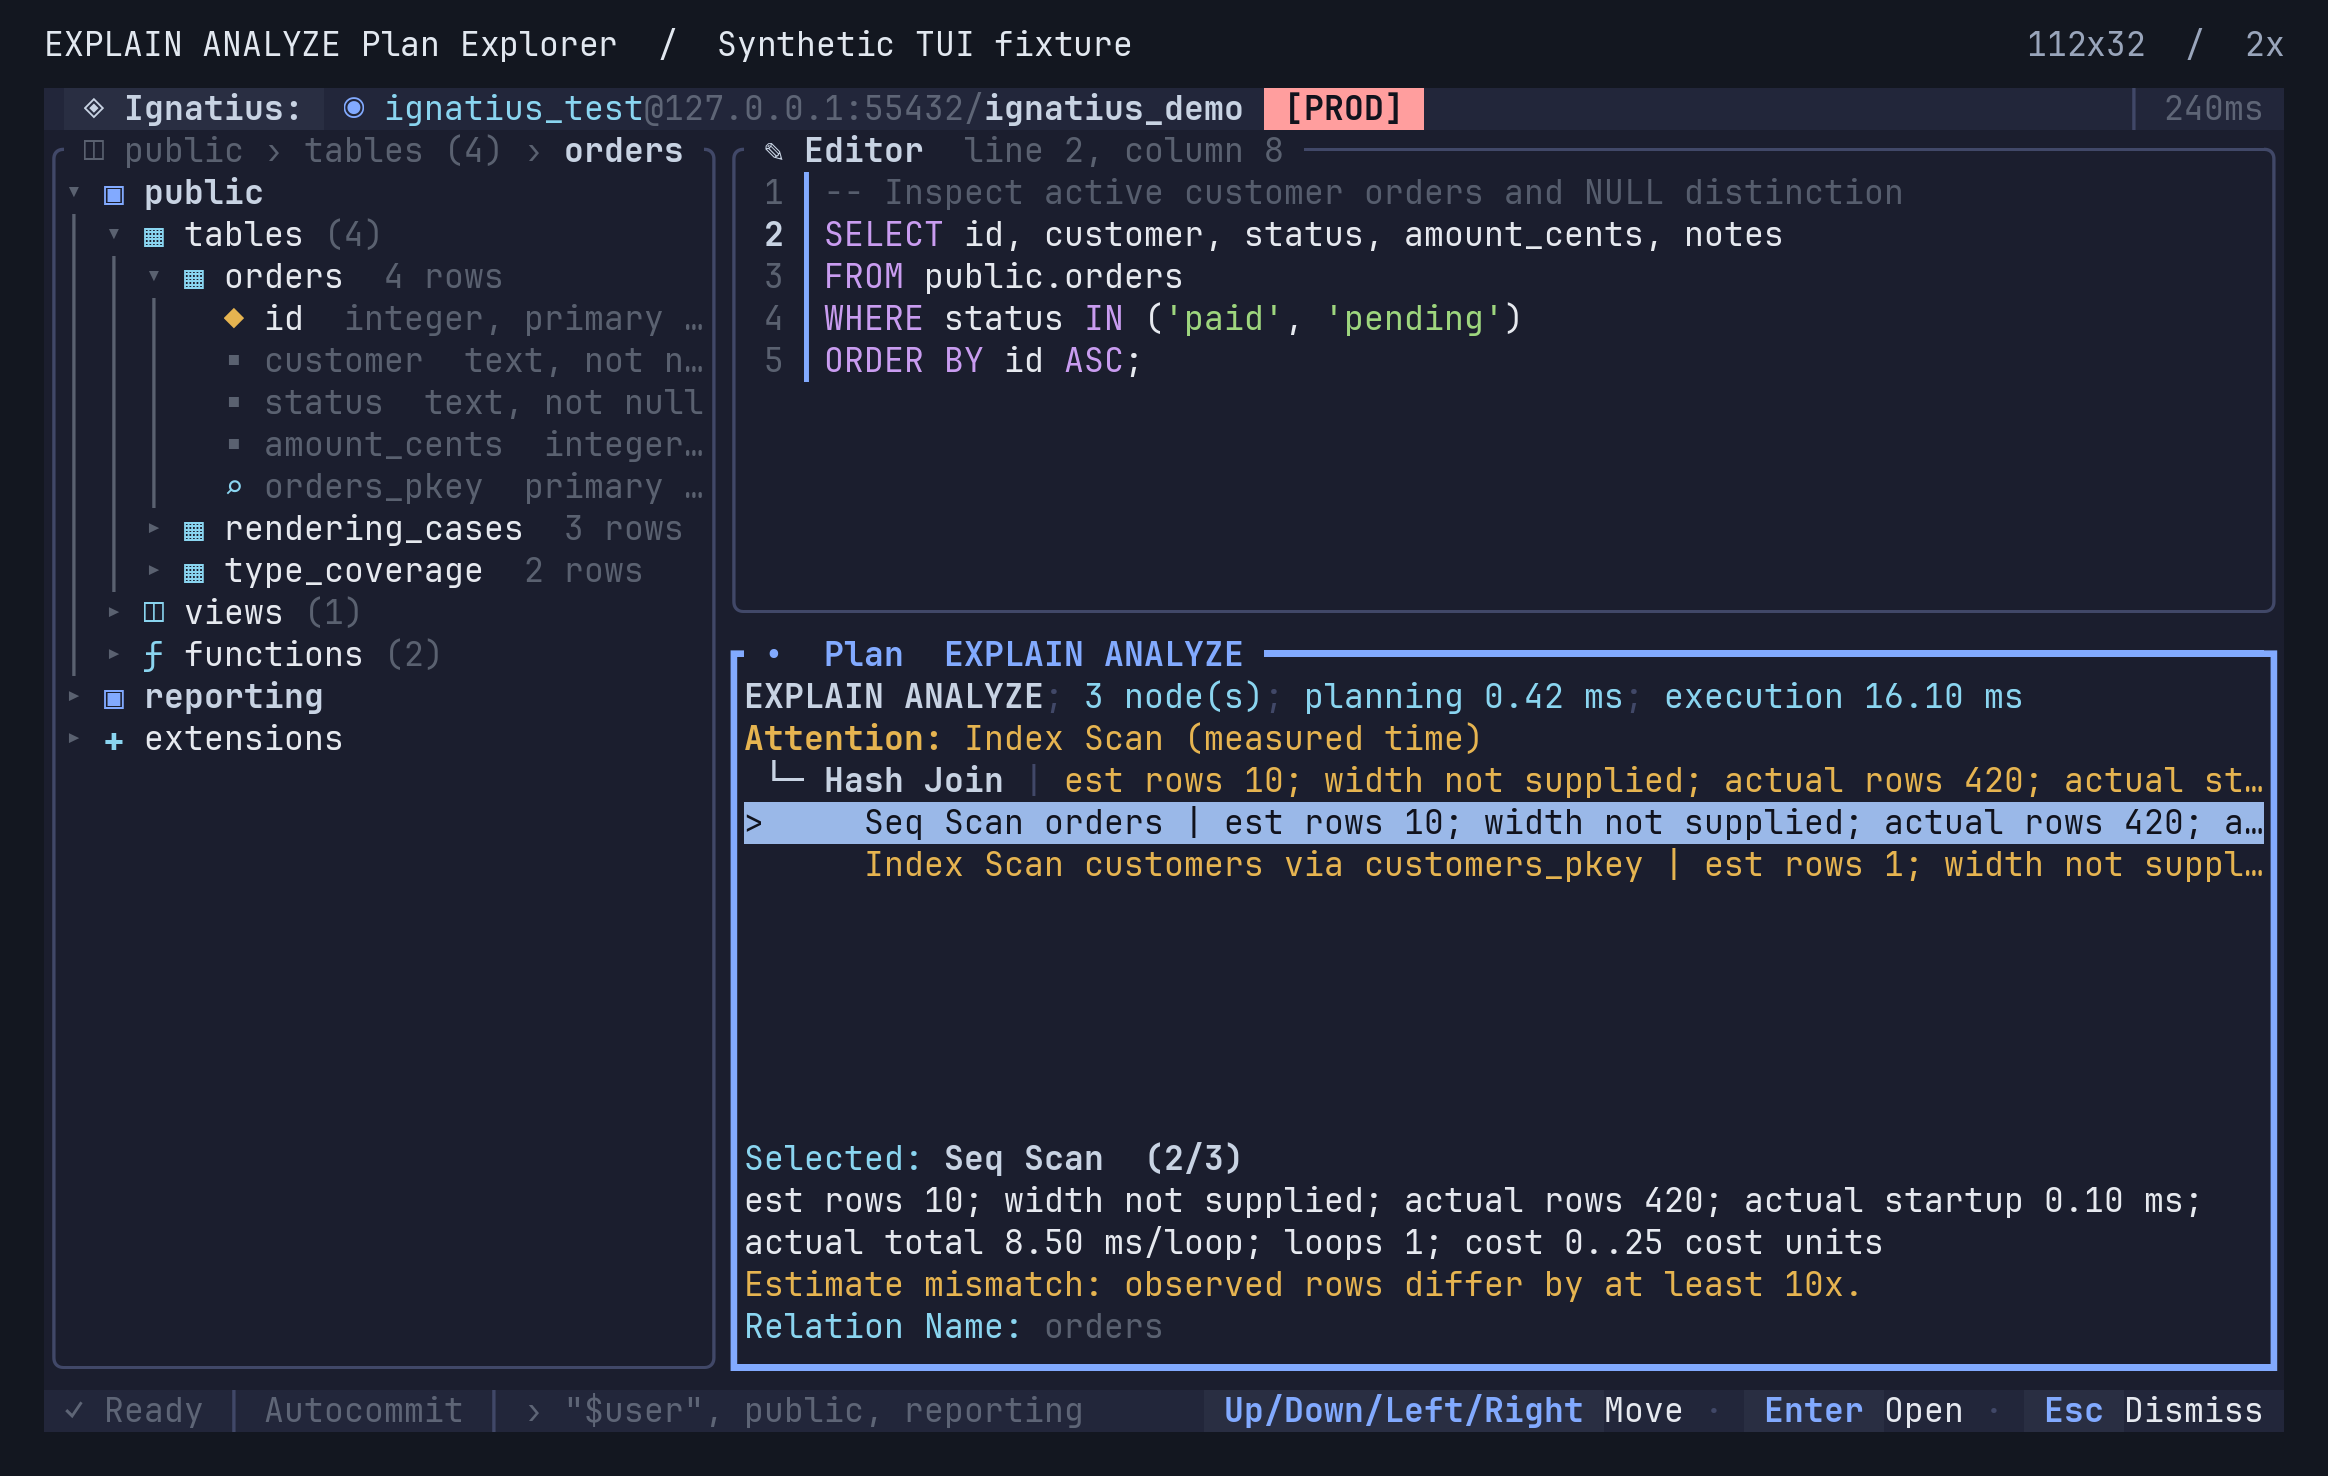 EXPLAIN ANALYZE Plan Explorer / Synthetic TUI fixture
112x32 / 2x
◈ Ignatius: ◉ ignatius_test@127.0.0.1:55432/ignatius_demo [PROD]
240ms
public › tables (4) › orders
▾ public
▾ tables (4)
▾ orders 4 rows
◆ id integer, primary …
▪ customer text, not n…
▪ status text, not null
▪ amount_cents integer…
orders_pkey primary …
▸ rendering_cases 3 rows
▸ type_coverage 2 rows
▸ views (1)
▸ ƒ functions (2)
▸ reporting
▸ extensions
✎ Editor line 2, column 8
1 -- Inspect active customer orders and NULL distinction
2 SELECT id, customer, status, amount_cents, notes
3 FROM public.orders
4 WHERE status IN ('paid', 'pending')
5 ORDER BY id ASC;
• Plan EXPLAIN ANALYZE
EXPLAIN ANALYZE; 3 node(s); planning 0.42 ms; execution 16.10 ms
Attention: Index Scan (measured time)
└─ Hash Join | est rows 10; width not supplied; actual rows 420; actual st…
> Seq Scan orders | est rows 10; width not supplied; actual rows 420; a…
Index Scan customers via customers_pkey | est rows 1; width not suppl…
Selected: Seq Scan (2/3)
est rows 10; width not supplied; actual rows 420; actual startup 0.10 ms;
actual total 8.50 ms/loop; loops 1; cost 0..25 cost units
Estimate mismatch: observed rows differ by at least 10x.
Relation Name: orders
✓ Ready │ Autocommit │ › "$user", public, reporting
Up/Down/Left/Right Move · Enter Open · Esc Dismiss